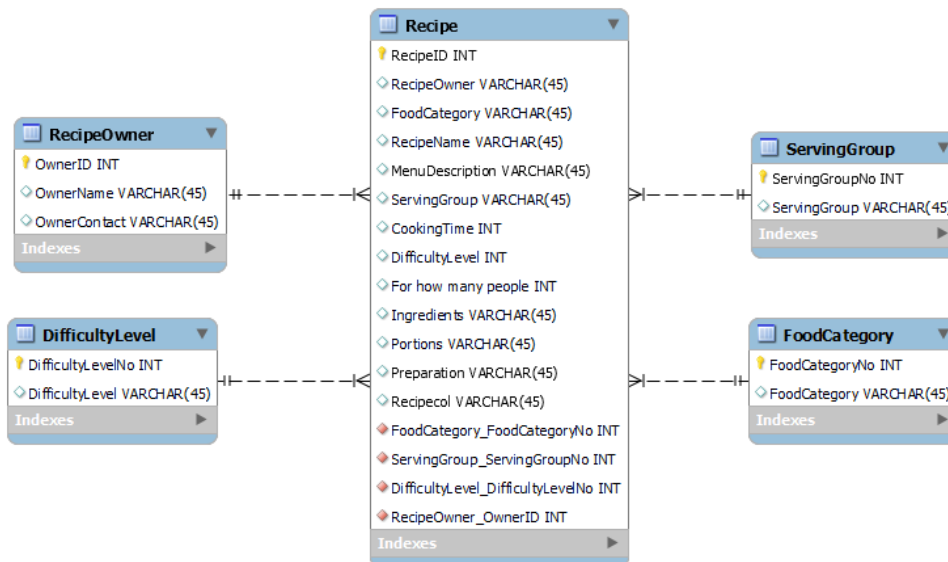 Recipe
RecipeID INT
RecipeOwner VARCHAR(45)
FoodCategory VARCHAR(45)
RecipeName VARCHAR(45)
MenuDescription VARCHAR(45)
ServingGroup VARCHAR(45)
CookingTime INT
DifficultyLevel INT
For how many people INT
Ingredients VARCHAR(45)
Portions VARCHAR(45)
Preparation VARCHAR(45)
Recipecol VARCHAR(45)
FoodCategory_FoodCategoryNo INT
ServingGroup_ServingGroupNo INT
DifficultyLevel_DifficultyLevelNo INT
RecipeOwner_OwnerID INT
Indexes
RecipeOwner
OwnerID INT
OwnerName VARCHAR(45)
OwnerContact VARCHAR(45)
Indexes
DifficultyLevel
DifficultyLevelNo INT
DifficultyLevel VARCHAR(45)
Indexes
ServingGroup
ServingGroupNo INT
ServingGroup VARCHAR(45)
Indexes
FoodCategory
FoodCategoryNo INT
FoodCategory VARCHAR(45)
Indexes